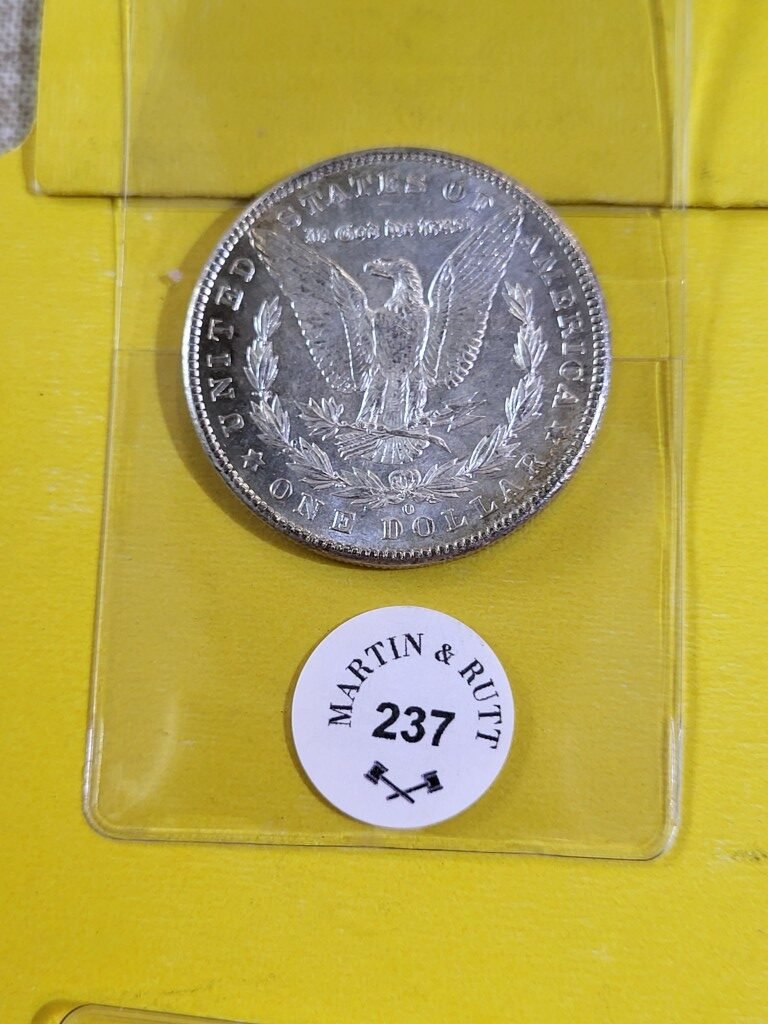 UNITED STATES OF AMERICA
In God we trust
ONE DOLLAR
O
MARTIN & RUTT
237